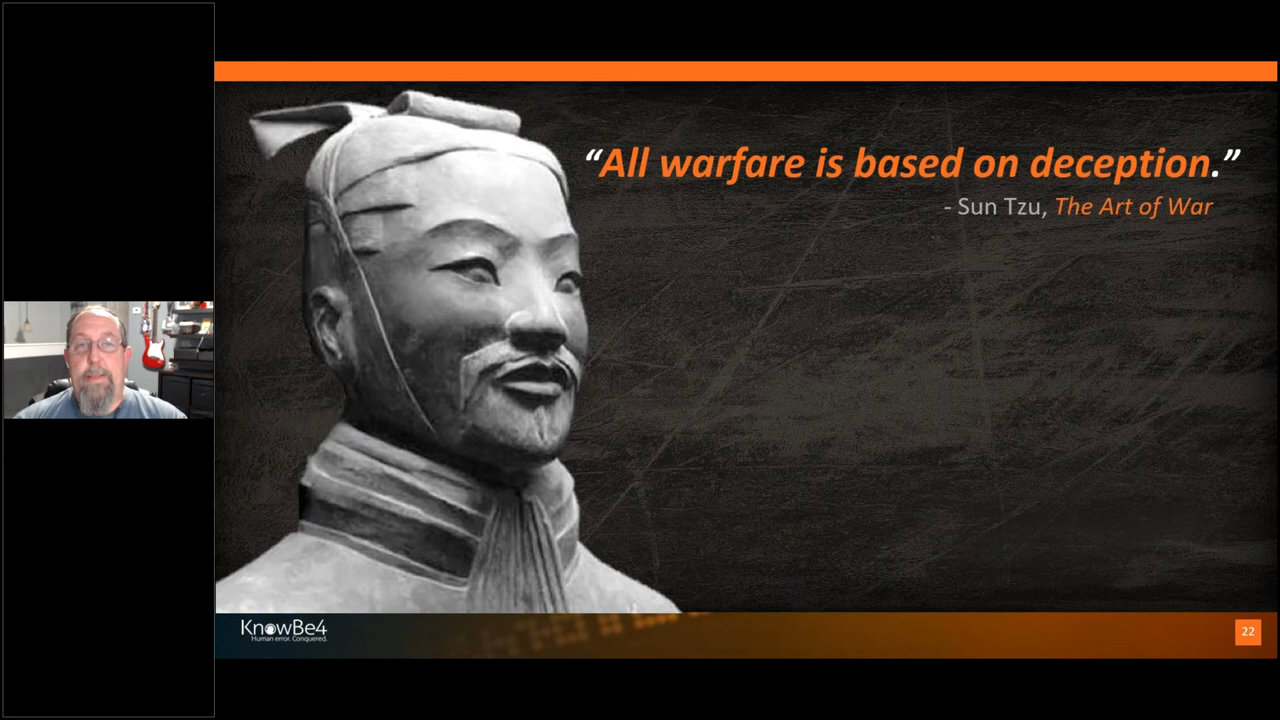 “All warfare is based on deception.”
- Sun Tzu, The Art of War
KnowBe4
Human error. Conquered.
22